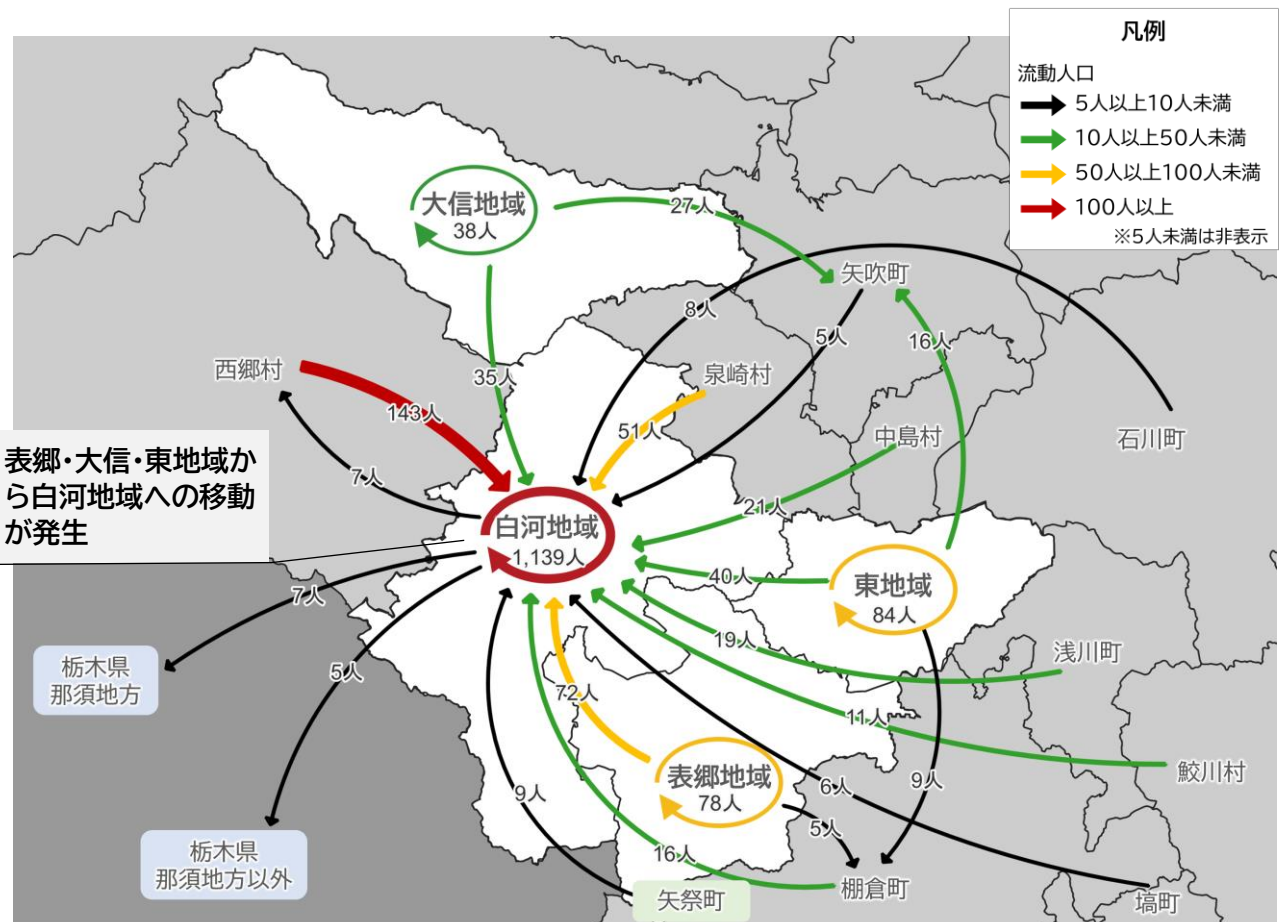 凡例
流動人口
5人以上10人未満
10人以上50人未満
50人以上100人未満
100人以上
※5人未満は非表示
大信地域
38人
27人
矢吹町
8人
5人
16人
西郷村
35人
泉崎村
143人
51人
中島村
石川町
表郷・大信・東地域か
ら白河地域への移動
が発生
7人
21人
白河地域
1,139人
40人
東地域
84人
7人
19人
浅川町
栃木県
那須地方
5人
72人
11人
表郷地域
78人
6人
9人
鮫川村
9人
5人
栃木県
那須地方以外
16人
棚倉町
矢祭町
塙町